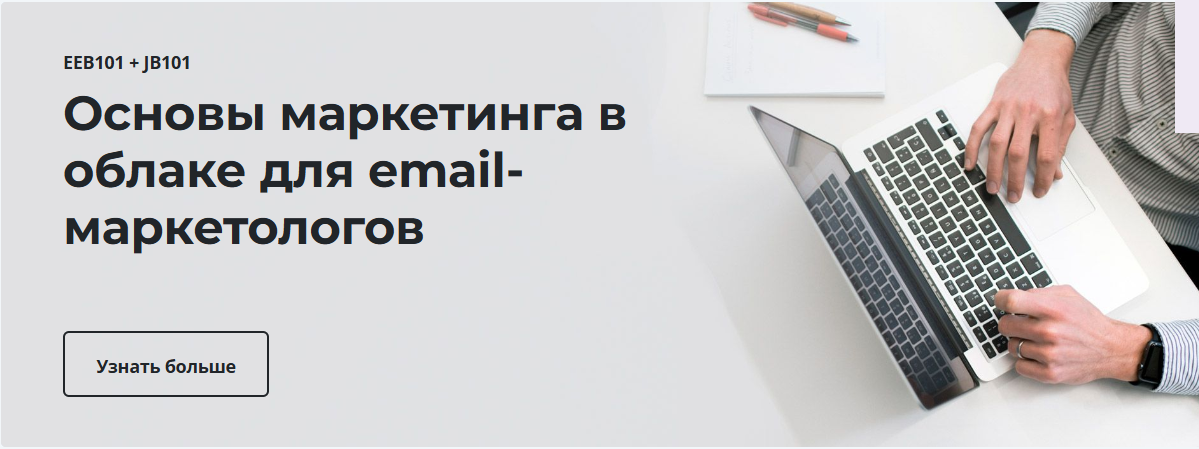 EEB101 + JB101
Основы маркетинга в
облаке для email-
маркетологов
Узнать больше